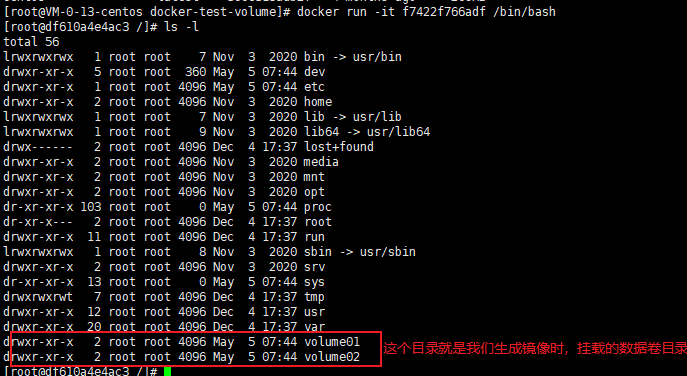 [root@VM-0-13-centos docker-test-volume]# docker run -it f7422f766adf /bin/bash
[root@df610a4e4ac3 /]# ls -l
total 56
lrwxrwxrwx   1 root root    7 Nov  3  2020 bin -> usr/bin
drwxr-xr-x   5 root root  360 May  5 07:44 dev
drwxr-xr-x   1 root root 4096 May  5 07:44 etc
drwxr-xr-x   2 root root 4096 Nov  3  2020 home
lrwxrwxrwx   1 root root    7 Nov  3  2020 lib -> usr/lib
lrwxrwxrwx   1 root root    9 Nov  3  2020 lib64 -> usr/lib64
drwx------   2 root root 4096 Dec  4 17:37 lost+found
drwxr-xr-x   2 root root 4096 Nov  3  2020 media
drwxr-xr-x   2 root root 4096 Nov  3  2020 mnt
drwxr-xr-x   2 root root 4096 Nov  3  2020 opt
dr-xr-xr-x 103 root root    0 May  5 07:44 proc
dr-xr-x---   2 root root 4096 Dec  4 17:37 root
drwxr-xr-x  11 root root 4096 Dec  4 17:37 run
lrwxrwxrwx   1 root root    8 Nov  3  2020 sbin -> usr/sbin
drwxr-xr-x   2 root root 4096 Nov  3  2020 srv
dr-xr-xr-x  13 root root    0 May  5 07:44 sys
drwxrwxrwt   7 root root 4096 Dec  4 17:37 tmp
drwxr-xr-x  12 root root 4096 Dec  4 17:37 usr
drwxr-xr-x  20 root root 4096 Dec  4 17:37 var
drwxr-xr-x   2 root root 4096 May  5 07:44 volume01 这个目录就是我们生成镜像时，挂载的数据卷目录
drwxr-xr-x   2 root root 4096 May  5 07:44 volume02
[root@df610a4e4ac3 /]#